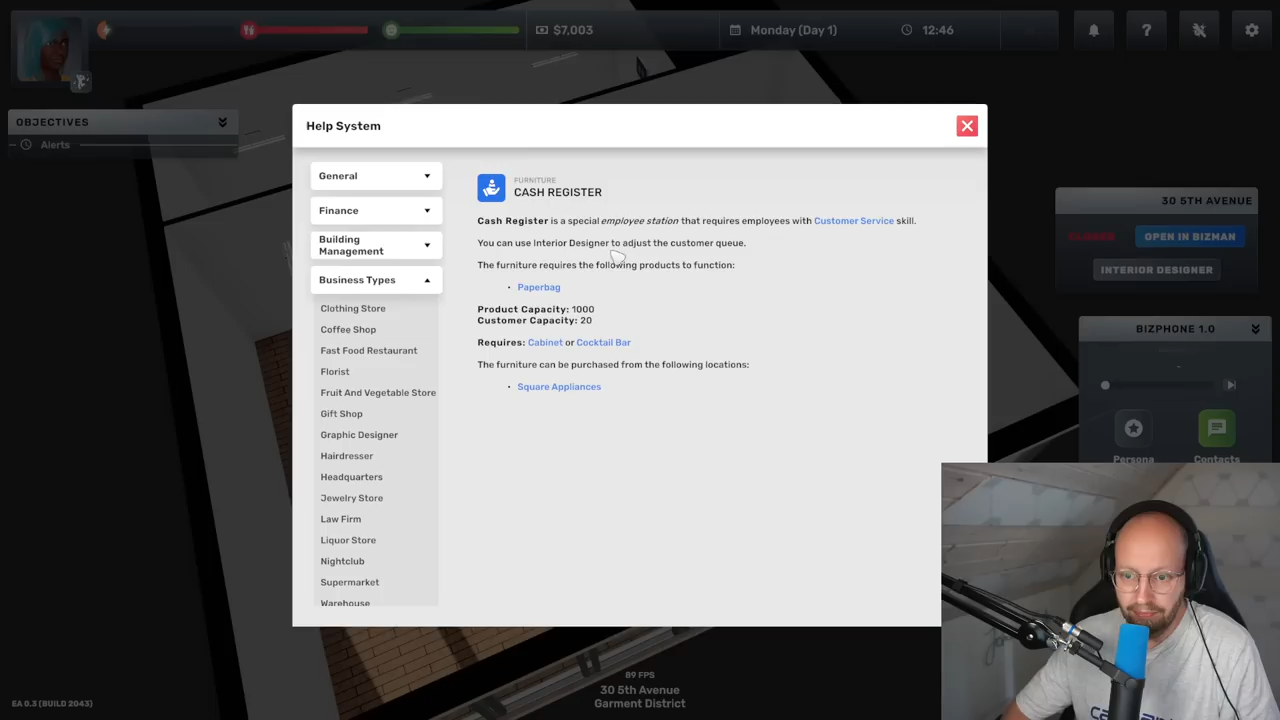 $7,003
Monday (Day 1)
12:46
?
OBJECTIVES
Alerts
Help System
General
Finance
Building
Management
Business Types
Clothing Store
Coffee Shop
Fast Food Restaurant
Florist
Fruit And Vegetable Store
Gift Shop
Graphic Designer
Hairdresser
Headquarters
Jewelry Store
Law Firm
Liquor Store
Nightclub
Supermarket
Warehouse
FURNITURE
CASH REGISTER
Cash Register is a special employee station that requires employees with Customer Service skill.
You can use Interior Designer to adjust the customer queue.
The furniture requires the following products to function:
Paperbag
Product Capacity: 1000
Customer Capacity: 20
Requires: Cabinet or Cocktail Bar
The furniture can be purchased from the following locations:
Square Appliances
30 5TH AVENUE
CLOSED
OPEN IN BIZMAN
INTERIOR DESIGNER
BIZPHONE 1.0
Persona
Contacts
89 FPS
30 5th Avenue
Garment District
EA 0.3 (BUILD 2043)